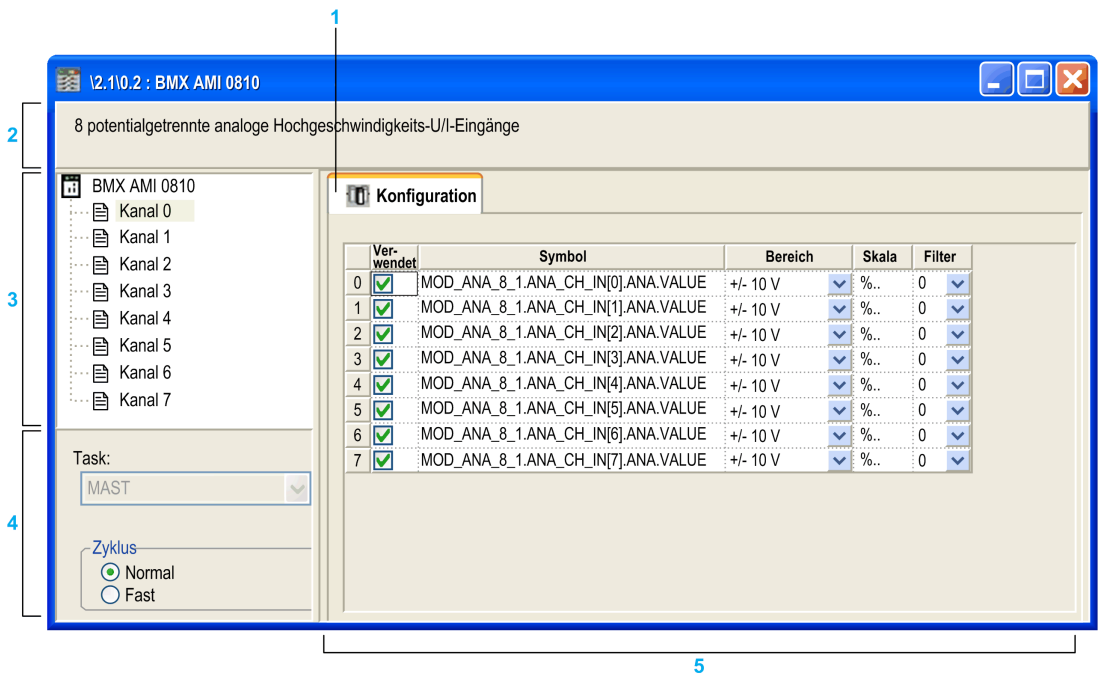 1
\2.1\0.2 : BMX AMI 0810
2
8 potentialgetrennte analoge Hochgeschwindigkeits-U/I-Eingänge
3
BMX AMI 0810
Kanal 0
Kanal 1
Kanal 2
Kanal 3
Kanal 4
Kanal 5
Kanal 6
Kanal 7
4
Task:
MAST
Zyklus
Normal
Fast
Konfiguration
Ver-
wendet Symbol Bereich Skala Filter
0 MOD_ANA_8_1.ANA_CH_IN[0].ANA.VALUE +/- 10 V %.. 0
1 MOD_ANA_8_1.ANA_CH_IN[1].ANA.VALUE +/- 10 V %.. 0
2 MOD_ANA_8_1.ANA_CH_IN[2].ANA.VALUE +/- 10 V %.. 0
3 MOD_ANA_8_1.ANA_CH_IN[3].ANA.VALUE +/- 10 V %.. 0
4 MOD_ANA_8_1.ANA_CH_IN[4].ANA.VALUE +/- 10 V %.. 0
5 MOD_ANA_8_1.ANA_CH_IN[5].ANA.VALUE +/- 10 V %.. 0
6 MOD_ANA_8_1.ANA_CH_IN[6].ANA.VALUE +/- 10 V %.. 0
7 MOD_ANA_8_1.ANA_CH_IN[7].ANA.VALUE +/- 10 V %.. 0
5